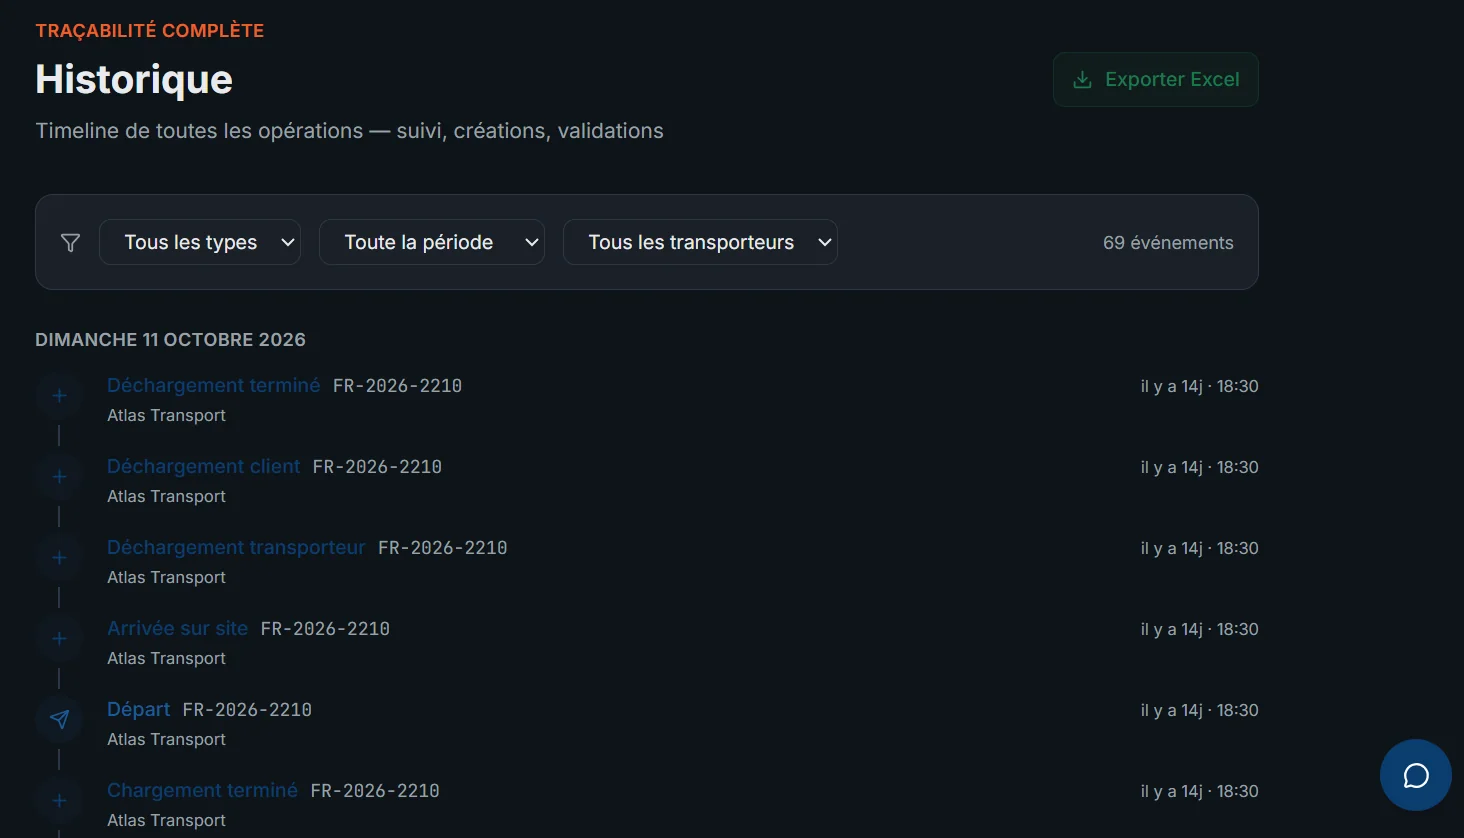 TRAÇABILITÉ COMPLÈTE
Historique
Exporter Excel
Timeline de toutes les opérations — suivi, créations, validations
Tous les types Toute la période Tous les transporteurs 69 événements
DIMANCHE 11 OCTOBRE 2026
Déchargement terminé FR-2026-2210 il y a 14j · 18:30
Atlas Transport
Déchargement client FR-2026-2210 il y a 14j · 18:30
Atlas Transport
Déchargement transporteur FR-2026-2210 il y a 14j · 18:30
Atlas Transport
Arrivée sur site FR-2026-2210 il y a 14j · 18:30
Atlas Transport
Départ FR-2026-2210 il y a 14j · 18:30
Atlas Transport
Chargement terminé FR-2026-2210 il y a 14j · 18:30
Atlas Transport